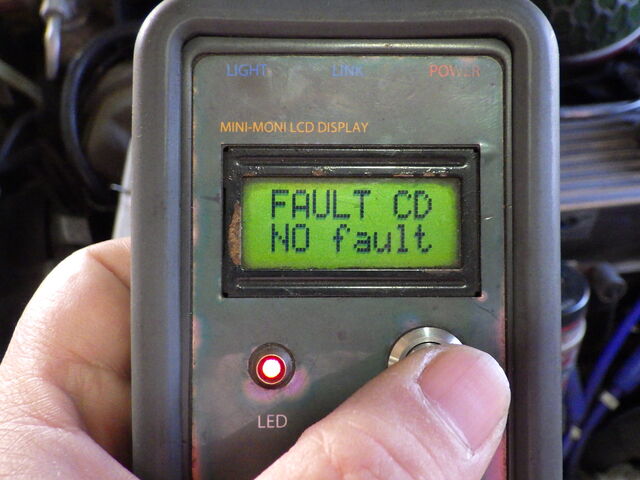 LIGHT LINK POWER
MINI-MONI LCD DISPLAY
FAULT CD
NO fault
LED